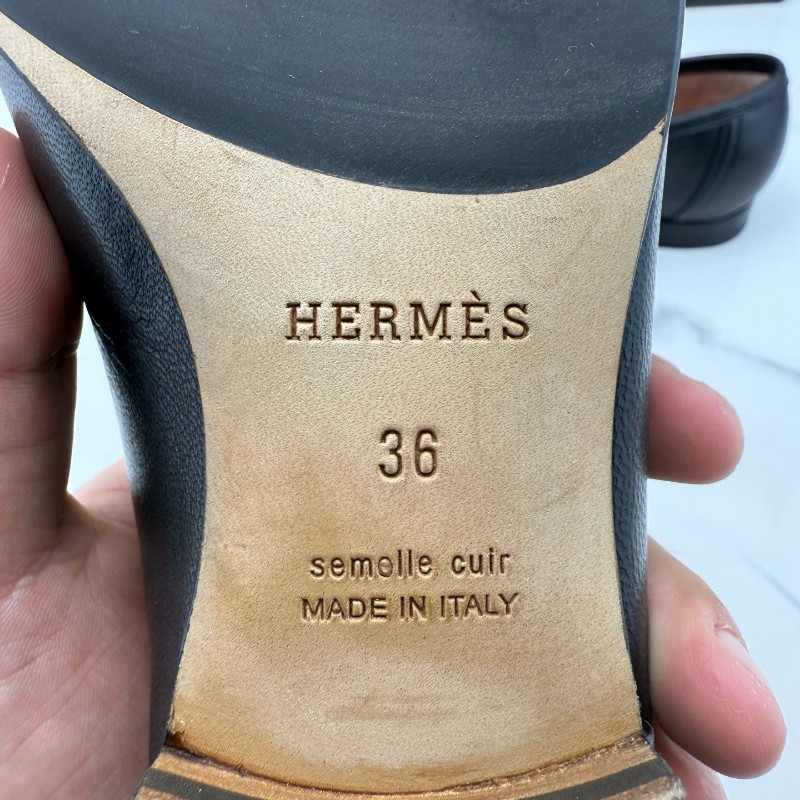 HERMÈS
36
semelle cuir
MADE IN ITALY